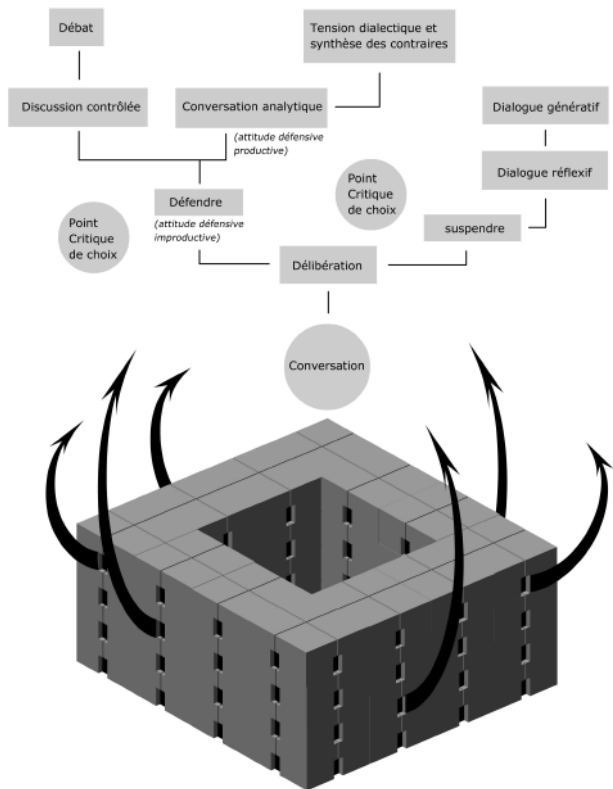 Débat
Tension dialectique et
synthèse des contraires
Discussion contrôlée
Conversation analytique
Dialogue génératif
(attitude défensive
productive)
Dialogue réflexif
Point
Critique
de choix
Défendre
(attitude défensive
improductive)
Point
Critique
de choix
suspendre
Délibération
Conversation